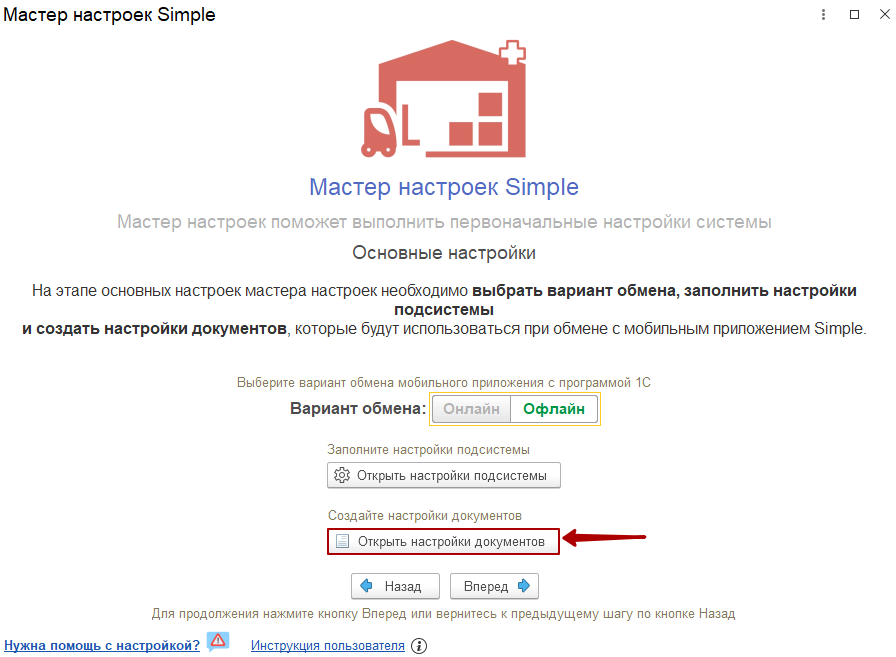 Мастер настроек Simple
Мастер настроек Simple
Мастер настроек поможет выполнить первоначальные настройки системы
Основные настройки
На этапе основных настроек мастера настроек необходимо выбрать вариант обмена, заполнить настройки
подсистемы
и создать настройки документов, которые будут использоваться при обмене с мобильным приложением Simple.
Выберите вариант обмена мобильного приложения с программой 1С
Вариант обмена: Онлайн Офлайн
Заполните настройки подсистемы
Открыть настройки подсистемы
Создайте настройки документов
Открыть настройки документов
Назад Вперед
Для продолжения нажмите кнопку Вперед или вернитесь к предыдущему шагу по кнопке Назад
Нужна помощь с настройкой? Инструкция пользователя